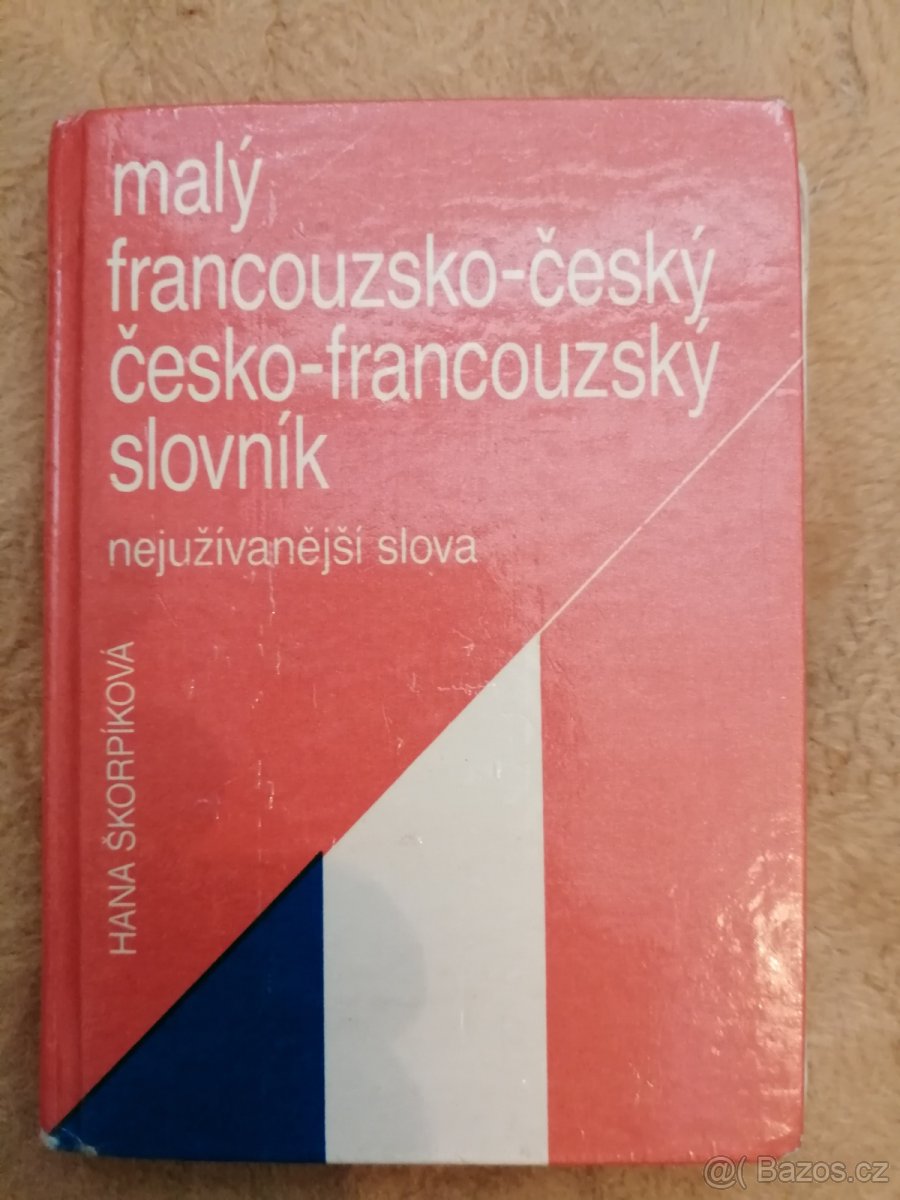 malý
francouzsko-český
česko-francouzský
slovník
nejužívanější slova
HANA ŠKORPÍKOVÁ
@( Bazos.cz